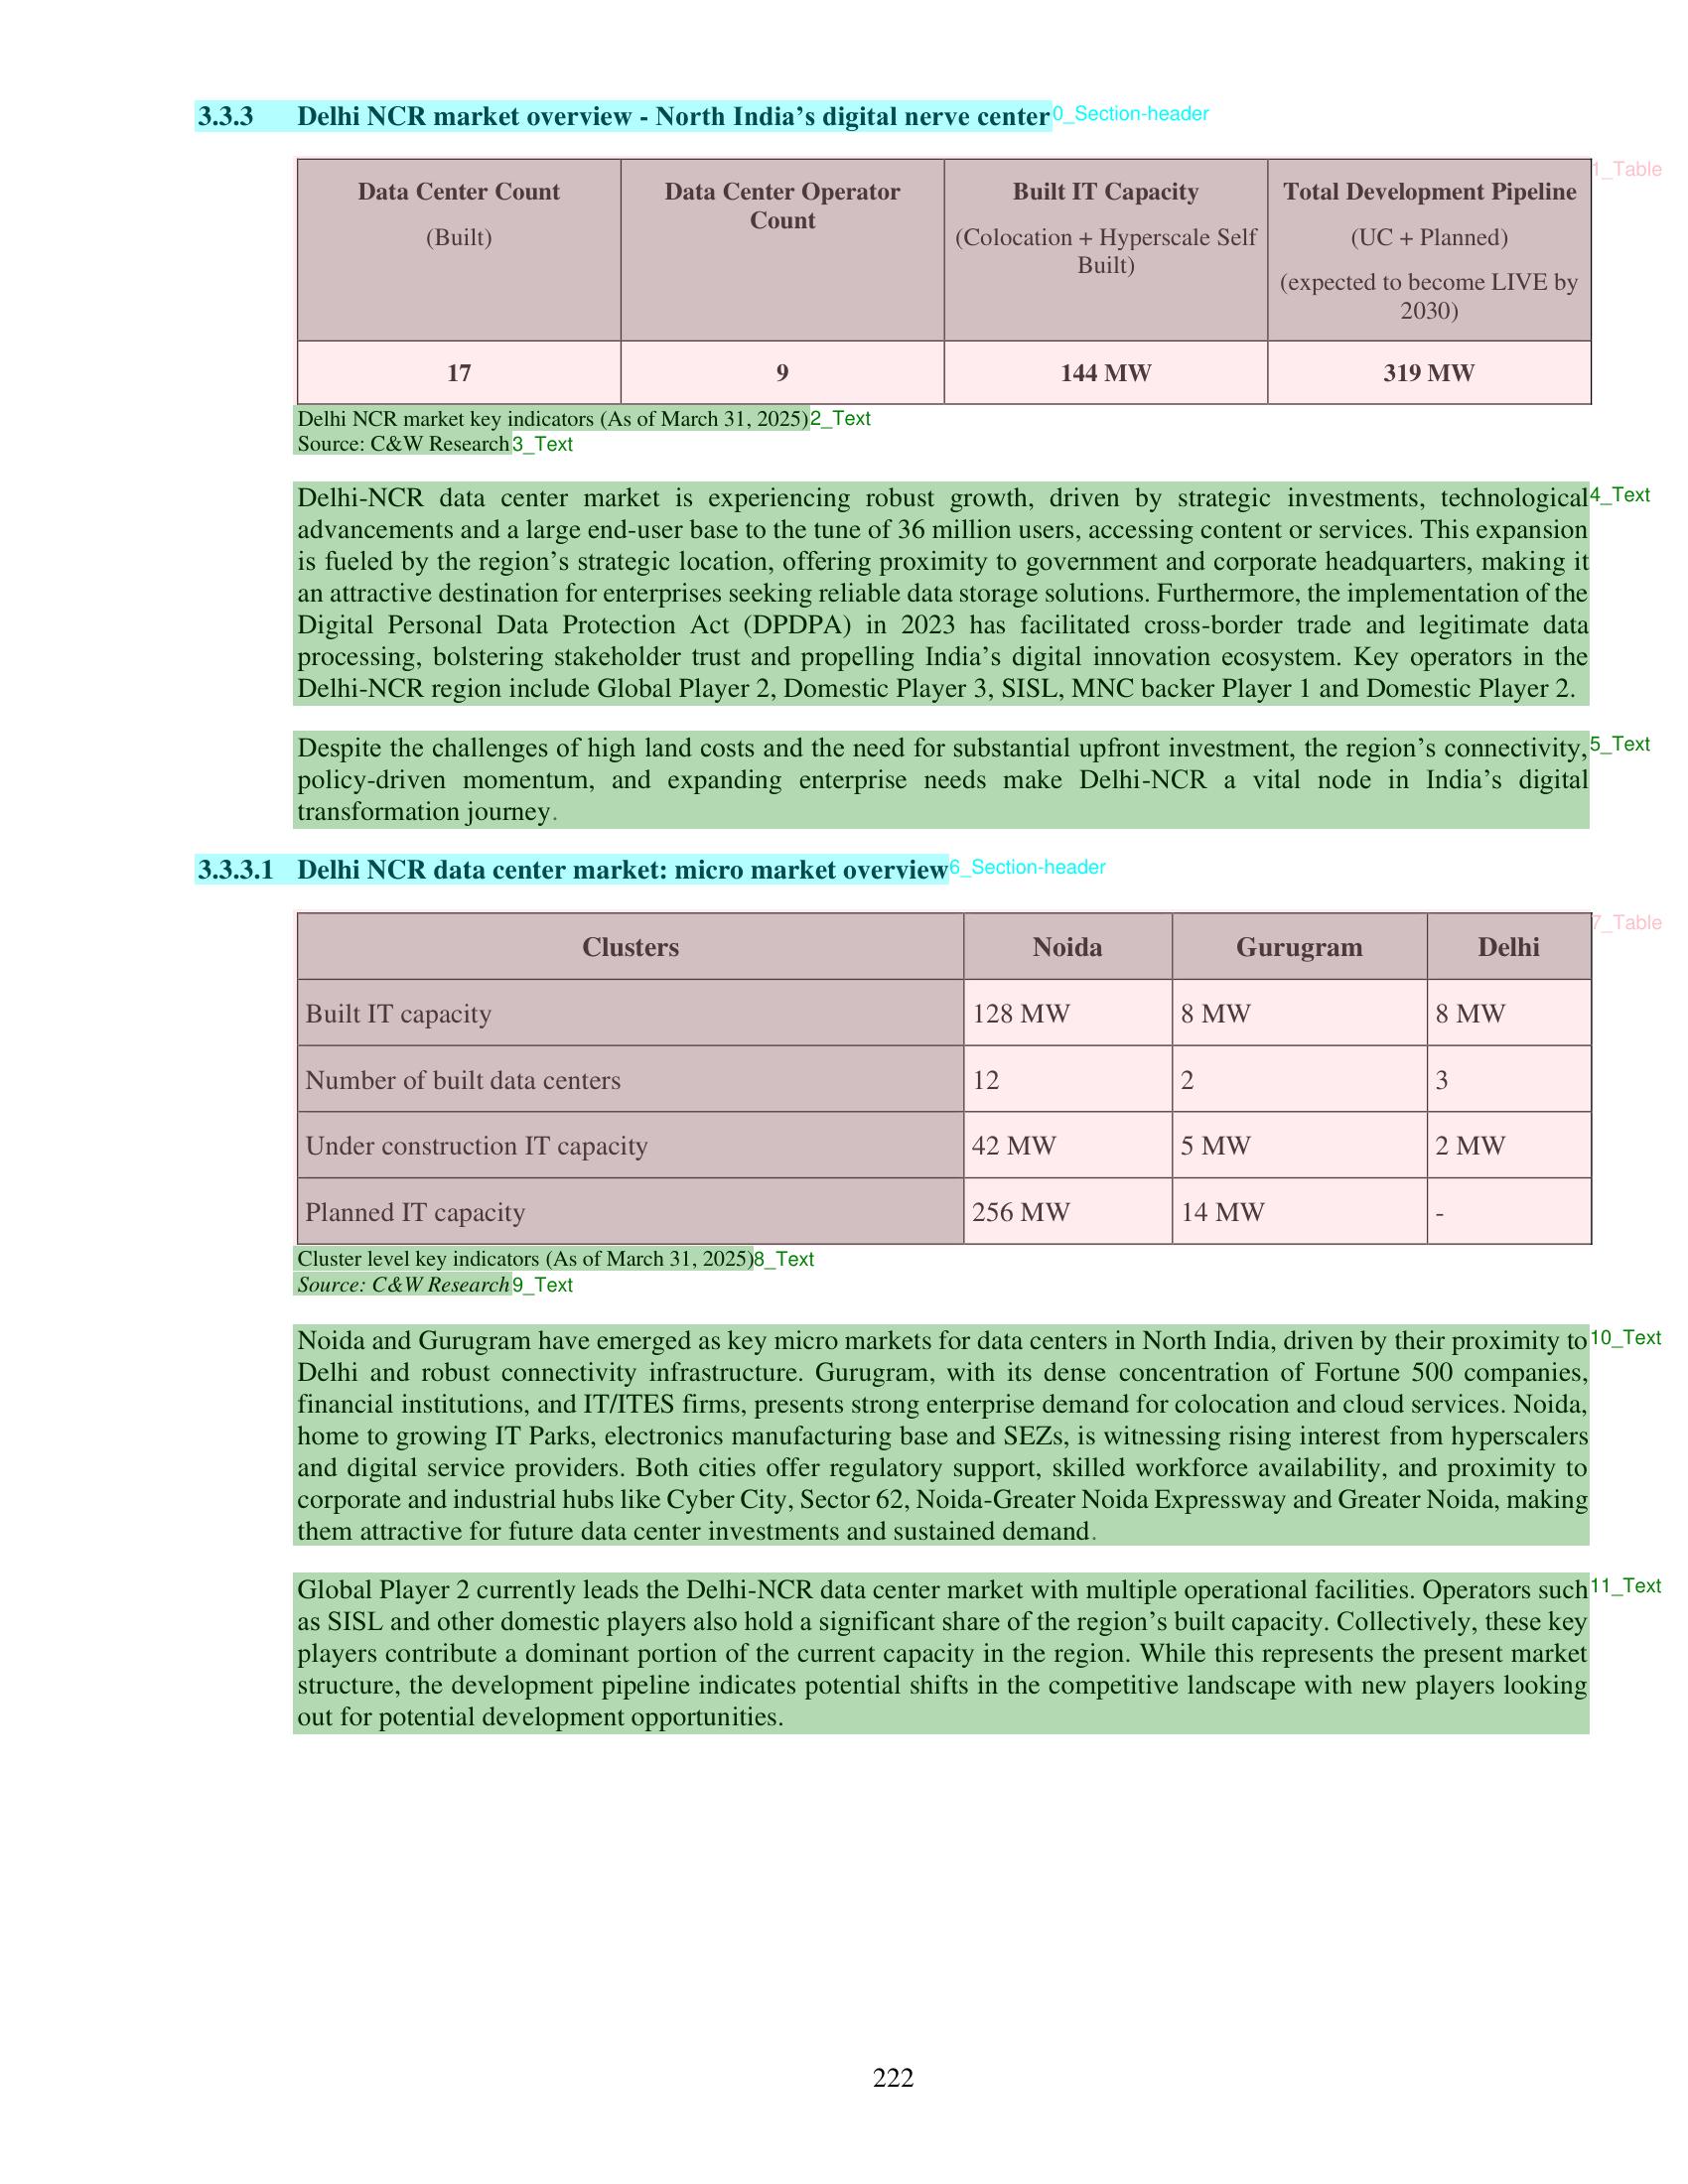 3.3.3 Delhi NCR market overview - North India’s digital nerve center0_Section-header
1_Table
Data Center Count
(Built)
Data Center Operator
Count
Built IT Capacity
(Colocation + Hyperscale Self
Built)
Total Development Pipeline
(UC + Planned)
(expected to become LIVE by
2030)
17 9 144 MW 319 MW
Delhi NCR market key indicators (As of March 31, 2025)2_Text
Source: C&W Research3_Text
Delhi-NCR data center market is experiencing robust growth, driven by strategic investments, technological4_Text
advancements and a large end-user base to the tune of 36 million users, accessing content or services. This expansion
is fueled by the region’s strategic location, offering proximity to government and corporate headquarters, making it
an attractive destination for enterprises seeking reliable data storage solutions. Furthermore, the implementation of the
Digital Personal Data Protection Act (DPDPA) in 2023 has facilitated cross-border trade and legitimate data
processing, bolstering stakeholder trust and propelling India’s digital innovation ecosystem. Key operators in the
Delhi-NCR region include Global Player 2, Domestic Player 3, SISL, MNC backer Player 1 and Domestic Player 2.
Despite the challenges of high land costs and the need for substantial upfront investment, the region’s connectivity,5_Text
policy-driven momentum, and expanding enterprise needs make Delhi-NCR a vital node in India’s digital
transformation journey.
3.3.3.1 Delhi NCR data center market: micro market overview6_Section-header
7_Table
Clusters Noida Gurugram Delhi
Built IT capacity 128 MW 8 MW 8 MW
Number of built data centers 12 2 3
Under construction IT capacity 42 MW 5 MW 2 MW
Planned IT capacity 256 MW 14 MW -
Cluster level key indicators (As of March 31, 2025)8_Text
Source: C&W Research9_Text
Noida and Gurugram have emerged as key micro markets for data centers in North India, driven by their proximity to10_Text
Delhi and robust connectivity infrastructure. Gurugram, with its dense concentration of Fortune 500 companies,
financial institutions, and IT/ITES firms, presents strong enterprise demand for colocation and cloud services. Noida,
home to growing IT Parks, electronics manufacturing base and SEZs, is witnessing rising interest from hyperscalers
and digital service providers. Both cities offer regulatory support, skilled workforce availability, and proximity to
corporate and industrial hubs like Cyber City, Sector 62, Noida-Greater Noida Expressway and Greater Noida, making
them attractive for future data center investments and sustained demand.
Global Player 2 currently leads the Delhi-NCR data center market with multiple operational facilities. Operators such11_Text
as SISL and other domestic players also hold a significant share of the region’s built capacity. Collectively, these key
players contribute a dominant portion of the current capacity in the region. While this represents the present market
structure, the development pipeline indicates potential shifts in the competitive landscape with new players looking
out for potential development opportunities.
222